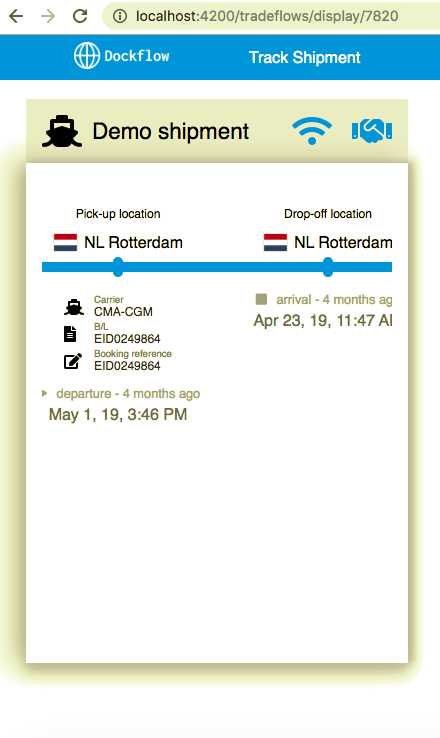 localhost:4200/tradeflows/display/7820
Dockflow
Track Shipment
Demo shipment
Pick-up location
Drop-off location
NL Rotterdam
NL Rotterdam
Carrier
CMA-CGM
B/L
EID0249864
Booking reference
EID0249864
departure - 4 months ago
May 1, 19, 3:46 PM
arrival - 4 months ag
Apr 23, 19, 11:47 A